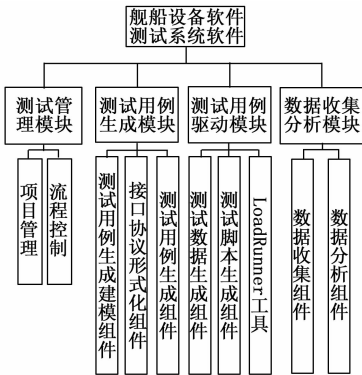 舰船设备软件
测试系统软件
测试管
理模块
测试用例
生成模块
测试用例
驱动模块
数据收集
分析模块
项目管理
流程控制
测试用例生成建模组件
接口协议形式化组件
测试用例生成组件
测试数据生成组件
测试脚本生成组件
LoadRunner工具
数据收集组件
数据分析组件